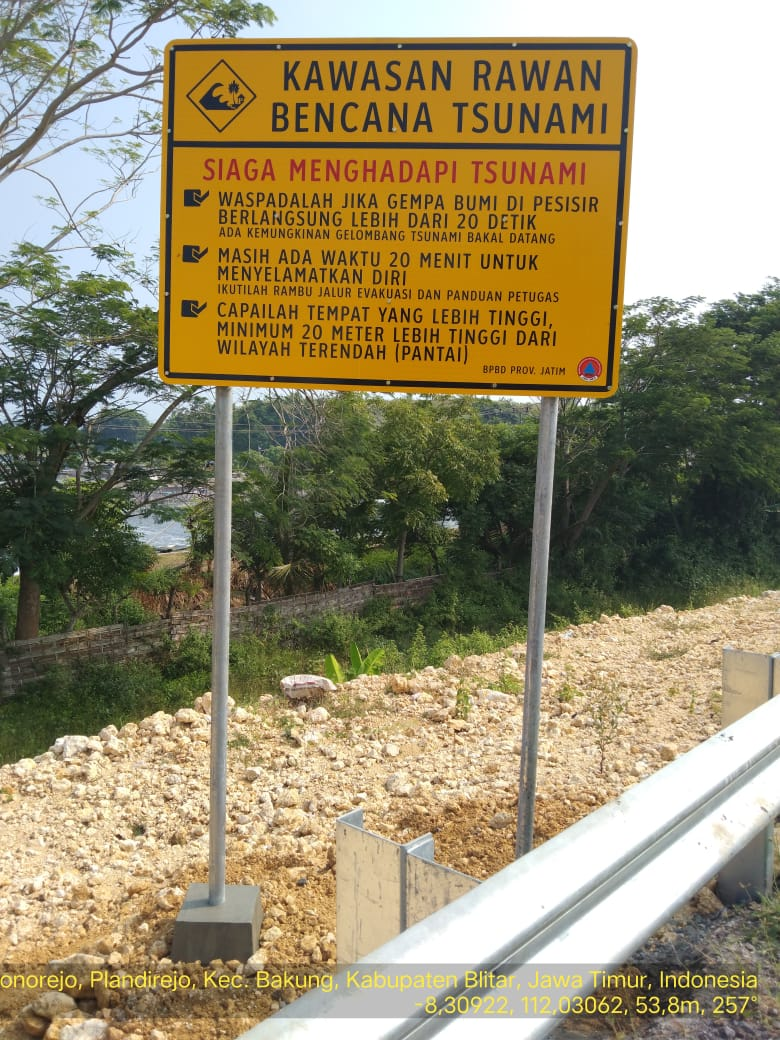 KAWASAN RAWAN
BENCANA TSUNAMI
SIAGA MENGHADAPI TSUNAMI
WASPADALAH JIKA GEMPA BUMI DI PESISIR
BERLANGSUNG LEBIH DARI 20 DETIK
ADA KEMUNGKINAN GELOMBANG TSUNAMI BAKAL DATANG
MASIH ADA WAKTU 20 MENIT UNTUK
MENYELAMATKAN DIRI
IKUTILAH RAMBU JALUR EVAKUASI DAN PANDUAN PETUGAS
CAPAILAH TEMPAT YANG LEBIH TINGGI,
MINIMUM 20 METER LEBIH TINGGI DARI
WILAYAH TERENDAH (PANTAI)
BPBD PROV. JATIM
onorejo, Plandirejo, Kec. Bakung, Kabupaten Blitar, Jawa Timur, Indonesia
-8,30922, 112,03062, 53,8m, 257°